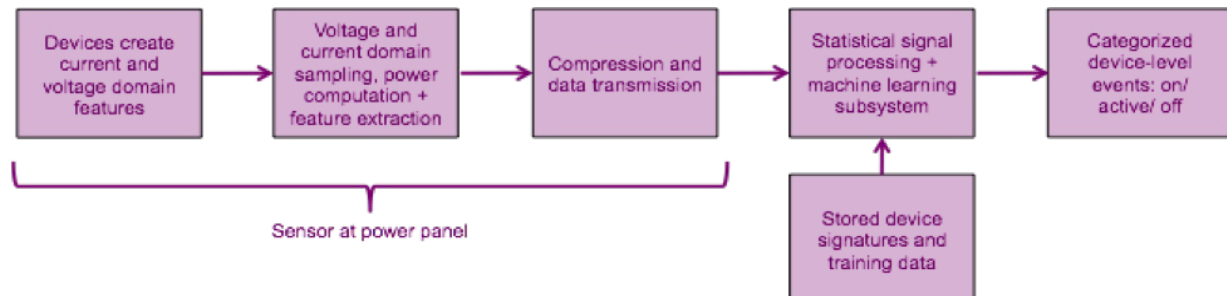 Devices create
current and
voltage domain
features
Voltage and
current domain
sampling, power
computation +
feature extraction
Compression and
data transmission
Statistical signal
processing +
machine learning
subsystem
Categorized
device-level
events: on/
active/ off
Sensor at power panel
Stored device
signatures and
training data